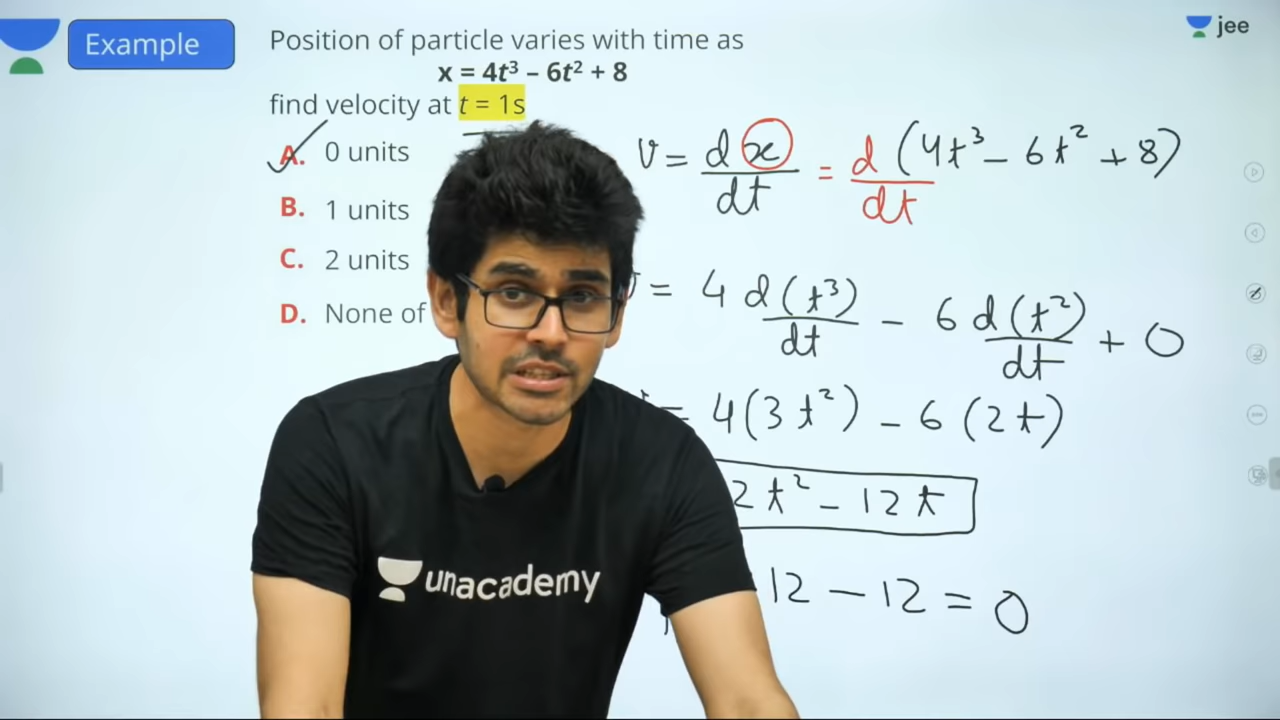 Example
Position of particle varies with time as
x = 4t³ – 6t² + 8
find velocity at t = 1s
A. 0 units
B. 1 units
C. 2 units
D. None of
jee
v = dx/dt = d/dt (4t³ – 6t² + 8)
= 4 d(t³)/dt – 6 d(t²)/dt + 0
= 4(3t²) – 6(2t)
2t² – 12t
12 – 12 = 0
unacademy